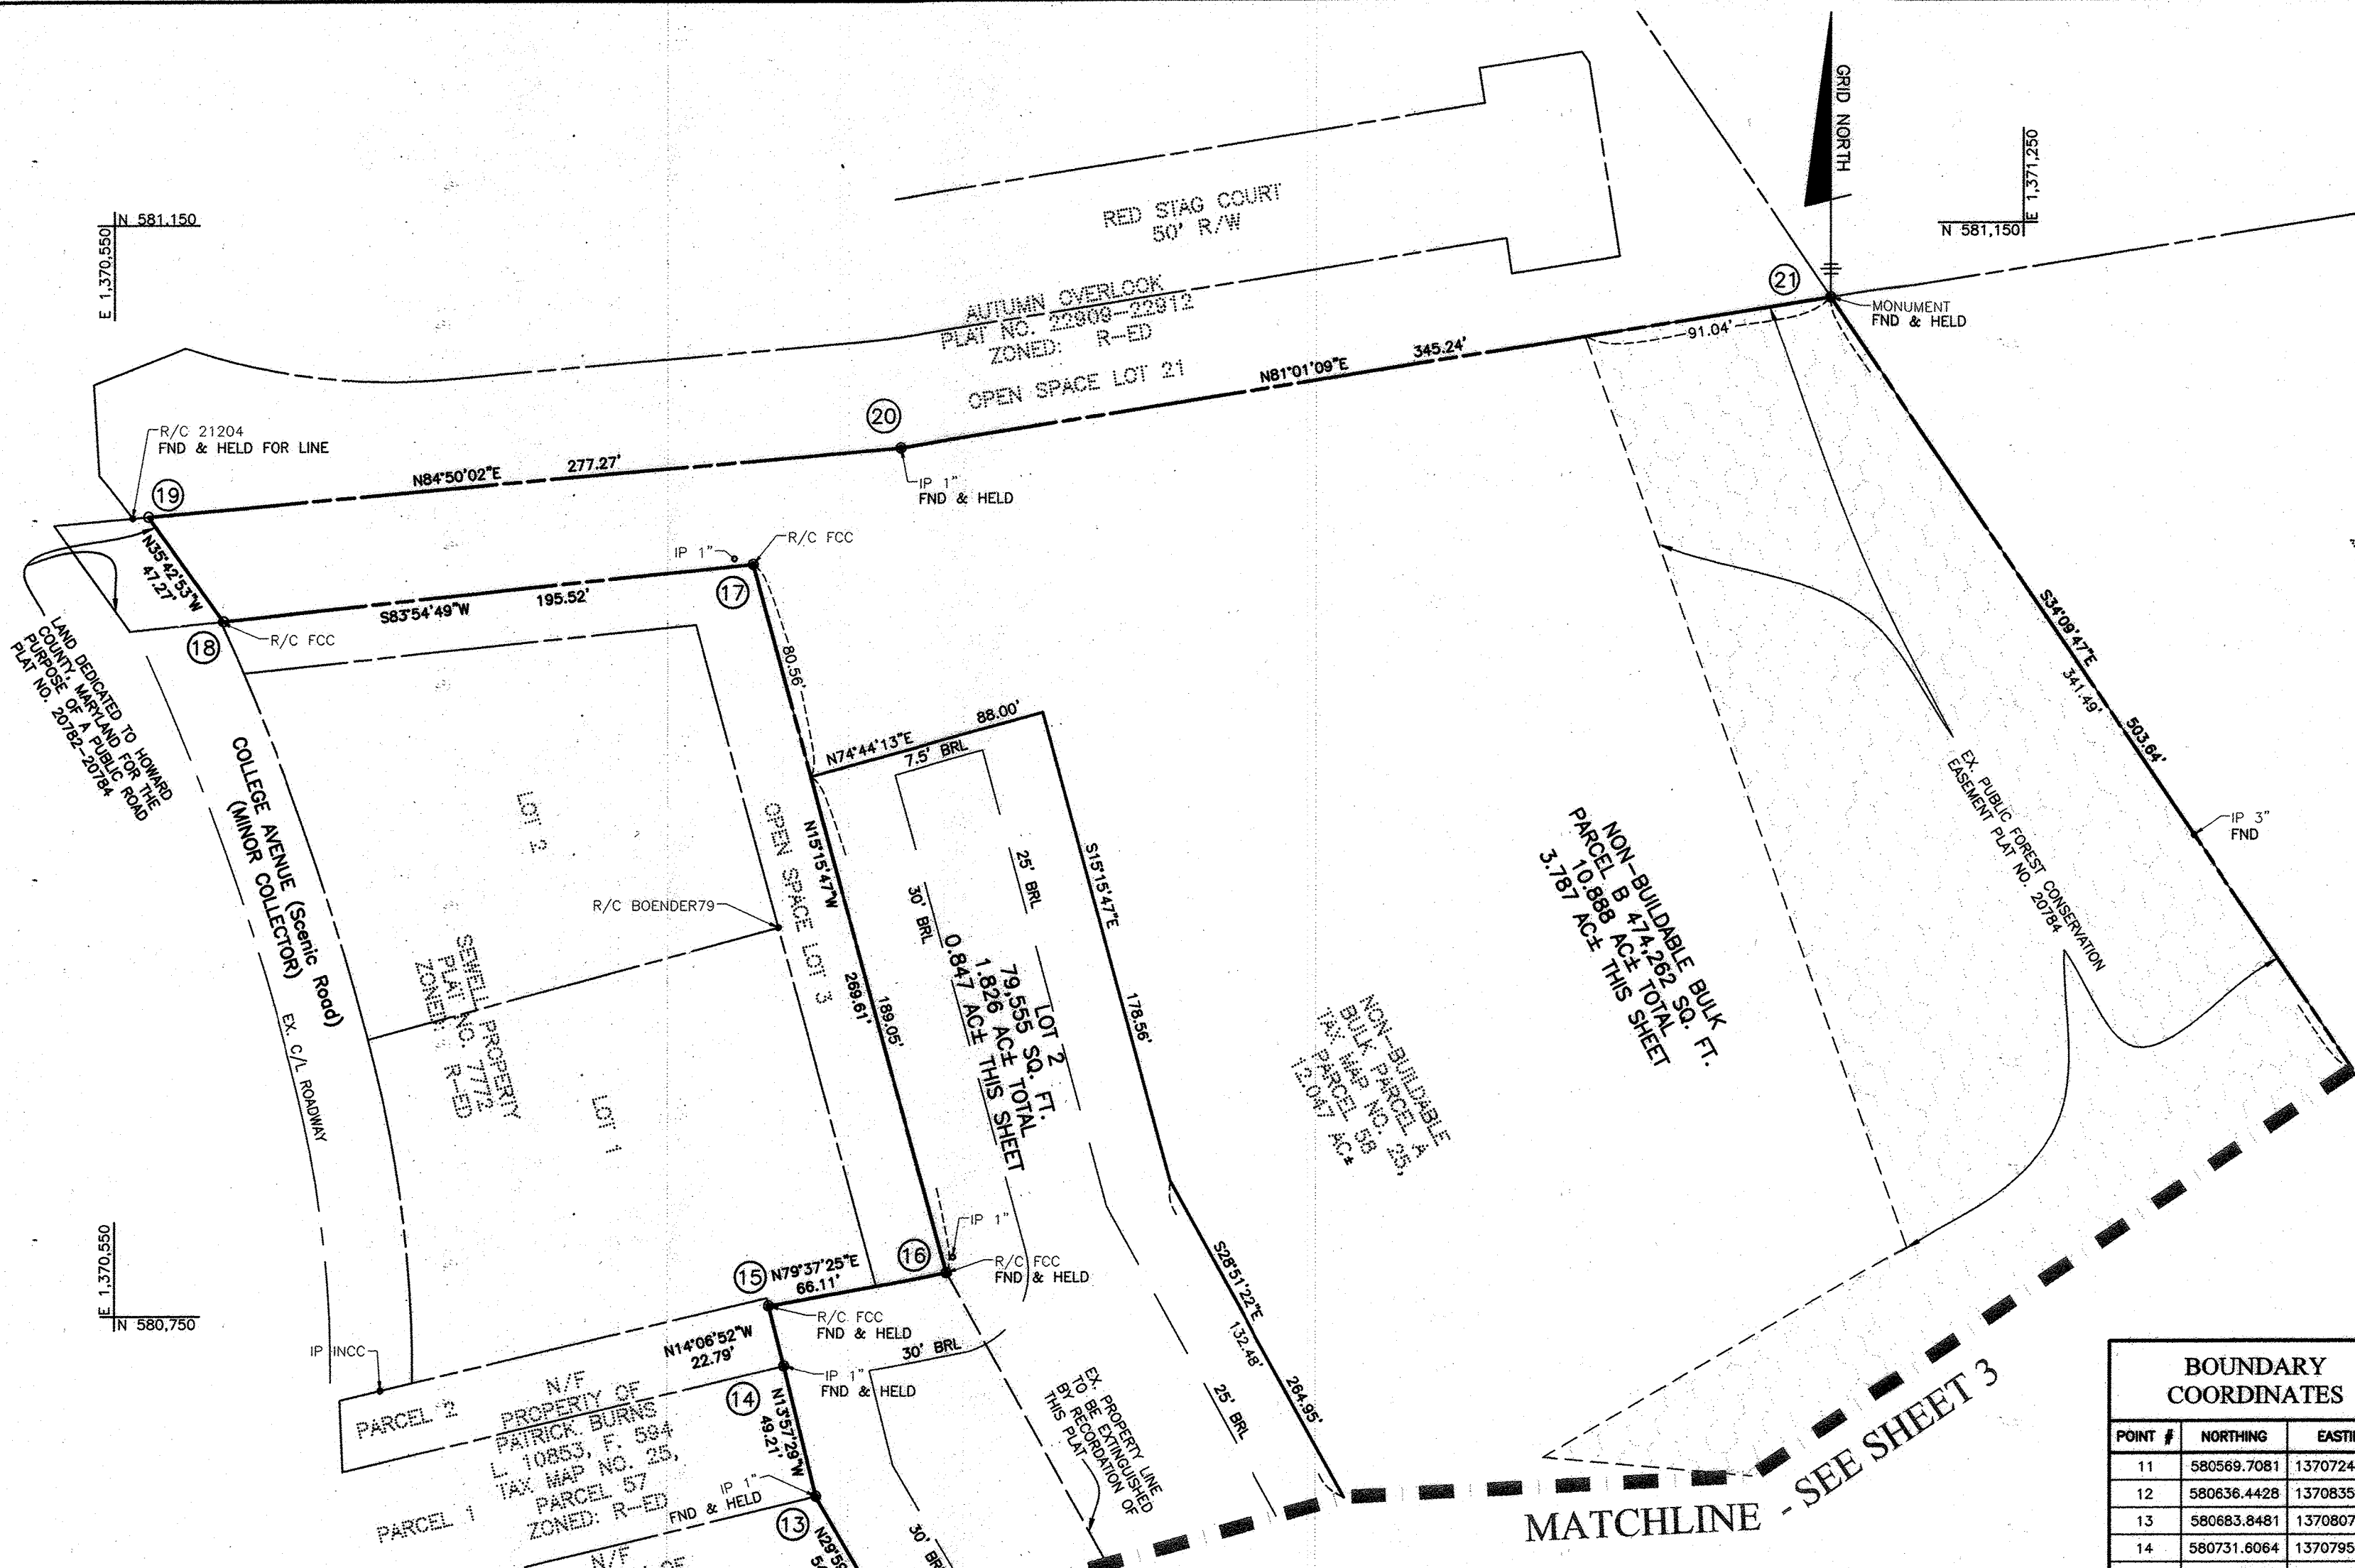 GRID NORTH
N 581,150
E 1,370,550
E 1,371,250
N 581,150
RED STAG COURT
50' R/W
AUTUMN OVERLOOK
PLAT NO. 22909-22912
ZONED: R-ED
OPEN SPACE LOT 21
21
MONUMENT
FND & HELD
91.04'
345.24'
N81°01'09"E
20
IP 1"
FND & HELD
R/C 21204
FND & HELD FOR LINE
19
N84°50'02"E
277.27'
N35°42'53"W
47.27'
IP 1"
R/C FCC
17
S83°54'49"W
195.52'
18
R/C FCC
LAND DEDICATED TO HOWARD
COUNTY, MARYLAND FOR THE
PURPOSE OF A PUBLIC ROAD
PLAT NO. 20782-20784
COLLEGE AVENUE (Scenic Road)
(MINOR COLLECTOR)
EX. C/L ROADWAY
80.56'
N74°44'13"E
88.00'
7.5' BRL
LOT 2
OPEN SPACE LOT 3
N15°15'47"W
269.61'
189.05'
25' BRL
30' BRL
S15°15'47"E
178.56'
R/C BOENDER79
SEWELL PROPERTY
PLAT NO. 7772
ZONED: R-ED
LOT 1
LOT 2
79,555 SQ. FT.
1.826 AC± TOTAL
0.847 AC± THIS SHEET
NON-BUILDABLE
BULK PARCEL A
TAX MAP NO. 25,
PARCEL 58
12.047 AC±
NON-BUILDABLE BULK
PARCEL B 474,262 SQ. FT.
10.888 AC± TOTAL
3.787 AC± THIS SHEET
S34°09'47"E
341.49'
503.64'
IP 3"
FND
EX. PUBLIC FOREST CONSERVATION
EASEMENT PLAT NO. 20784
E 1,370,550
N 580,750
IP 1"
16
R/C FCC
FND & HELD
15
N79°37'25"E
66.11'
R/C FCC
FND & HELD
S28°51'22"E
132.48'
264.95'
IP INCC
N14°06'52"W
22.79'
30' BRL
IP 1"
FND & HELD
14
N13°57'29"W
49.21'
PARCEL 2
N/F
PROPERTY OF
PATRICK BURNS
L. 10853, F. 594
TAX MAP NO. 25,
PARCEL 57
ZONED: R-ED
PARCEL 1
IP 1"
FND & HELD
13
EX. PROPERTY LINE
TO BE EXTINGUISHED
BY RECORDATION OF
THIS PLAT
25' BRL
30' BR
N/F
OF
MATCHLINE - SEE SHEET 3
BOUNDARY
COORDINATES
POINT # NORTHING EASTI
11 580569.7081 1370724
12 580636.4428 1370835
13 580683.8481 1370807
14 580731.6064 1370795